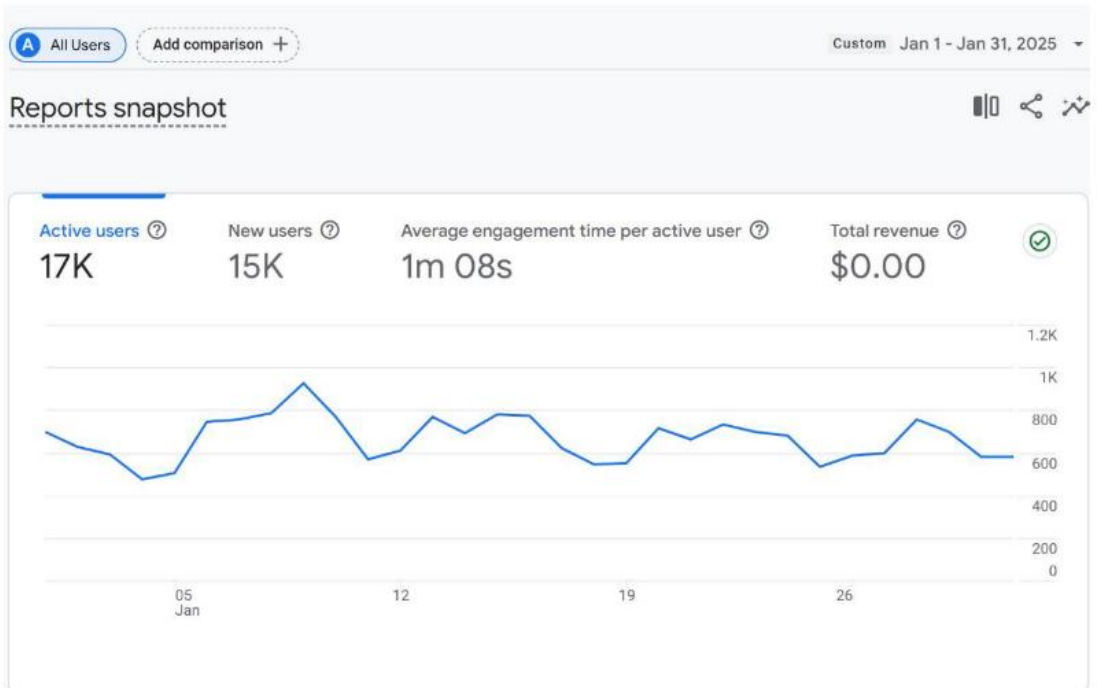 A All Users Add comparison + Custom Jan 1 - Jan 31, 2025
Reports snapshot
Active users New users Average engagement time per active user Total revenue
17K 15K 1m 08s $0.00
1.2K
1K
800
600
400
200
0
05 12 19 26
Jan